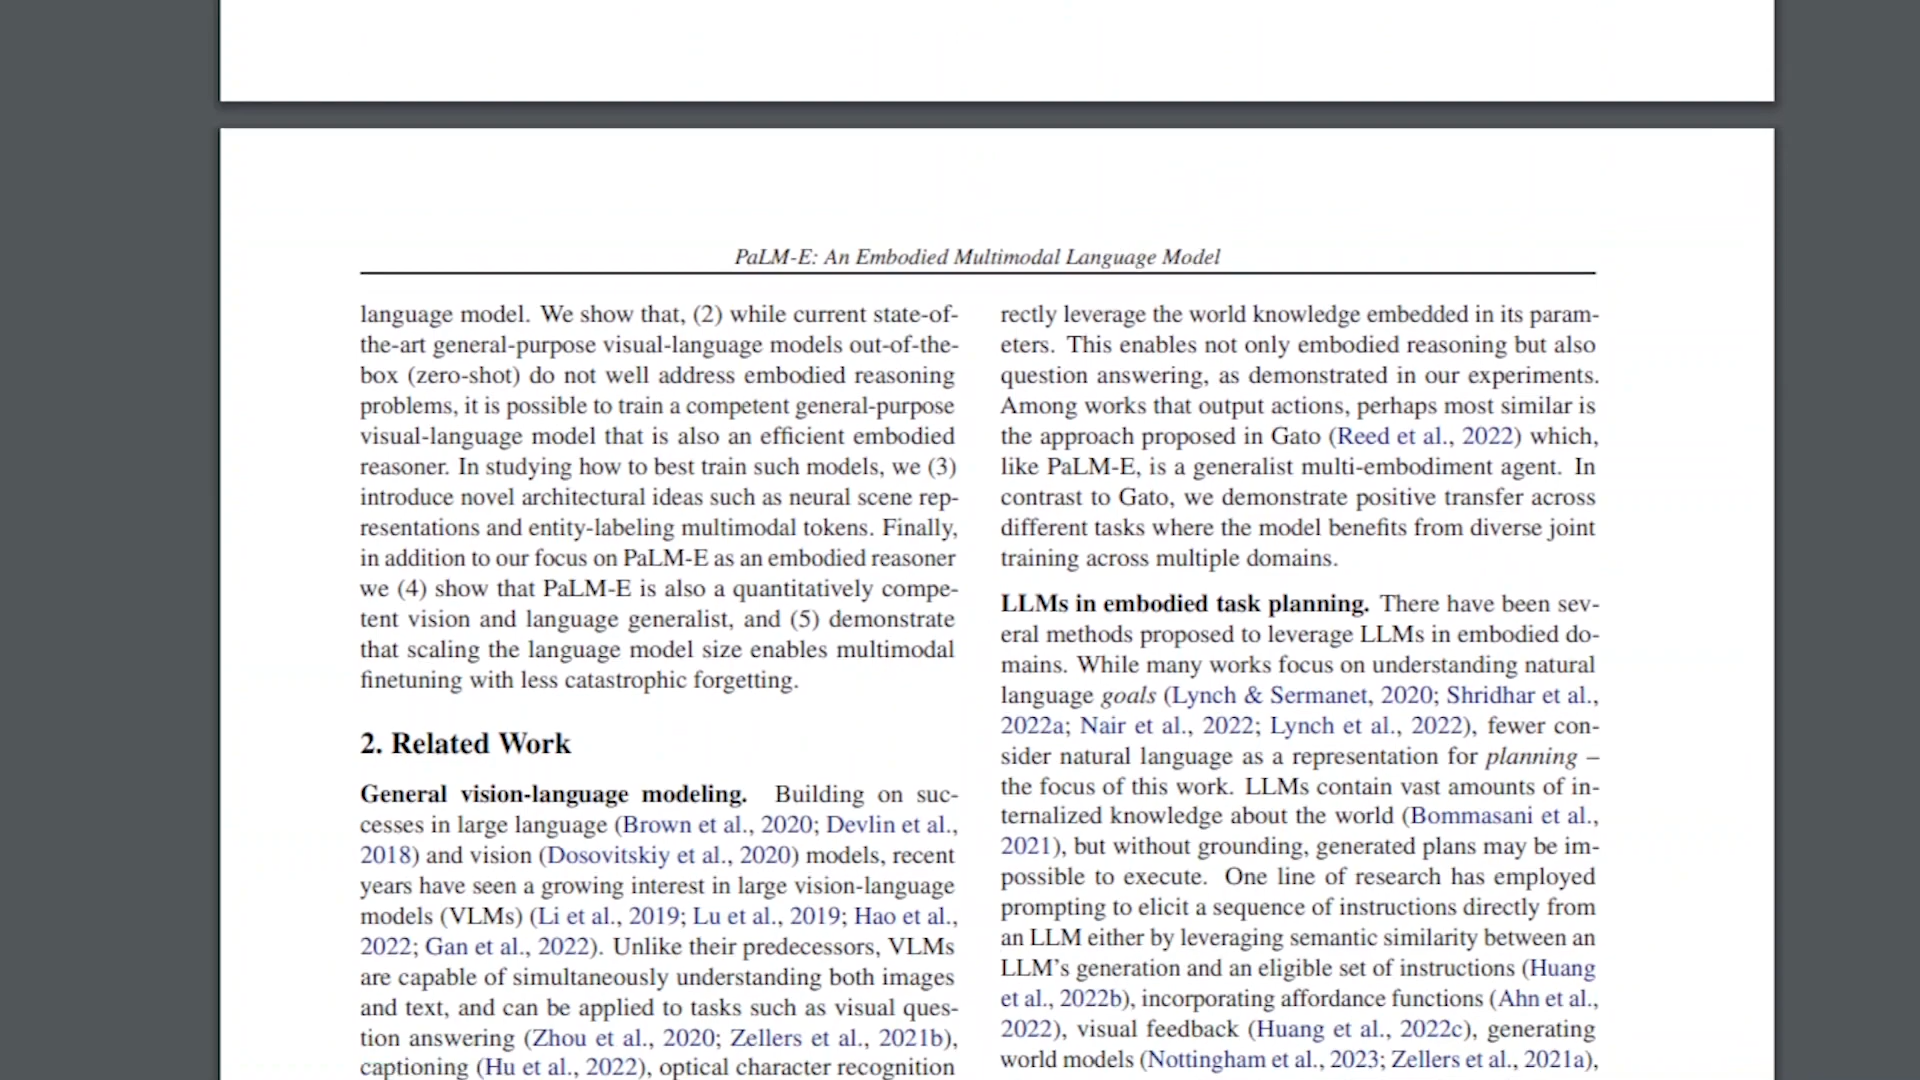 PaLM-E: An Embodied Multimodal Language Model
language model. We show that, (2) while current state-of-
the-art general-purpose visual-language models out-of-the-
box (zero-shot) do not well address embodied reasoning
problems, it is possible to train a competent general-purpose
visual-language model that is also an efficient embodied
reasoner. In studying how to best train such models, we (3)
introduce novel architectural ideas such as neural scene rep-
resentations and entity-labeling multimodal tokens. Finally,
in addition to our focus on PaLM-E as an embodied reasoner
we (4) show that PaLM-E is also a quantitatively compe-
tent vision and language generalist, and (5) demonstrate
that scaling the language model size enables multimodal
finetuning with less catastrophic forgetting.
2. Related Work
General vision-language modeling. Building on suc-
cesses in large language (Brown et al., 2020; Devlin et al.,
2018) and vision (Dosovitskiy et al., 2020) models, recent
years have seen a growing interest in large vision-language
models (VLMs) (Li et al., 2019; Lu et al., 2019; Hao et al.,
2022; Gan et al., 2022). Unlike their predecessors, VLMs
are capable of simultaneously understanding both images
and text, and can be applied to tasks such as visual ques-
tion answering (Zhou et al., 2020; Zellers et al., 2021b),
captioning (Hu et al., 2022), optical character recognition
rectly leverage the world knowledge embedded in its param-
eters. This enables not only embodied reasoning but also
question answering, as demonstrated in our experiments.
Among works that output actions, perhaps most similar is
the approach proposed in Gato (Reed et al., 2022) which,
like PaLM-E, is a generalist multi-embodiment agent. In
contrast to Gato, we demonstrate positive transfer across
different tasks where the model benefits from diverse joint
training across multiple domains.
LLMs in embodied task planning. There have been sev-
eral methods proposed to leverage LLMs in embodied do-
mains. While many works focus on understanding natural
language goals (Lynch & Sermanet, 2020; Shridhar et al.,
2022a; Nair et al., 2022; Lynch et al., 2022), fewer con-
sider natural language as a representation for planning –
the focus of this work. LLMs contain vast amounts of in-
ternalized knowledge about the world (Bommasani et al.,
2021), but without grounding, generated plans may be im-
possible to execute. One line of research has employed
prompting to elicit a sequence of instructions directly from
an LLM either by leveraging semantic similarity between an
LLM's generation and an eligible set of instructions (Huang
et al., 2022b), incorporating affordance functions (Ahn et al.,
2022), visual feedback (Huang et al., 2022c), generating
world models (Nottingham et al., 2023; Zellers et al., 2021a),